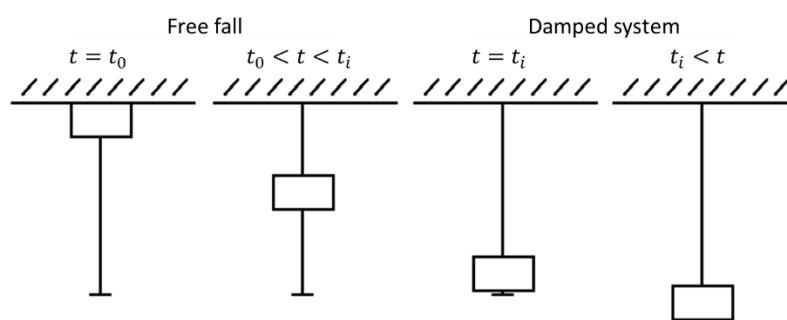 Free fall
Damped system
t = t₀
t₀ < t < tᵢ
t = tᵢ
tᵢ < t